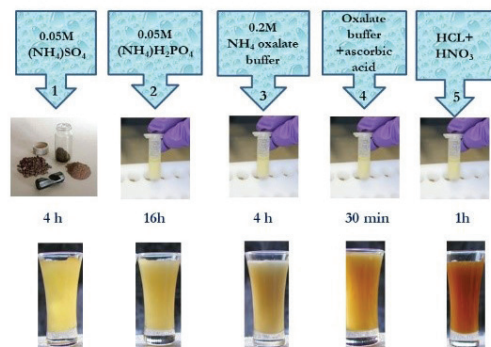 0.05M
(NH4)SO4
1
0.05M
(NH4)H2PO4
2
0.2M
NH4 oxalate
buffer
3
Oxalate
buffer
+ascorbic
acid
4
HCL+
HNO3
5
4 h
16h
4 h
30 min
1h